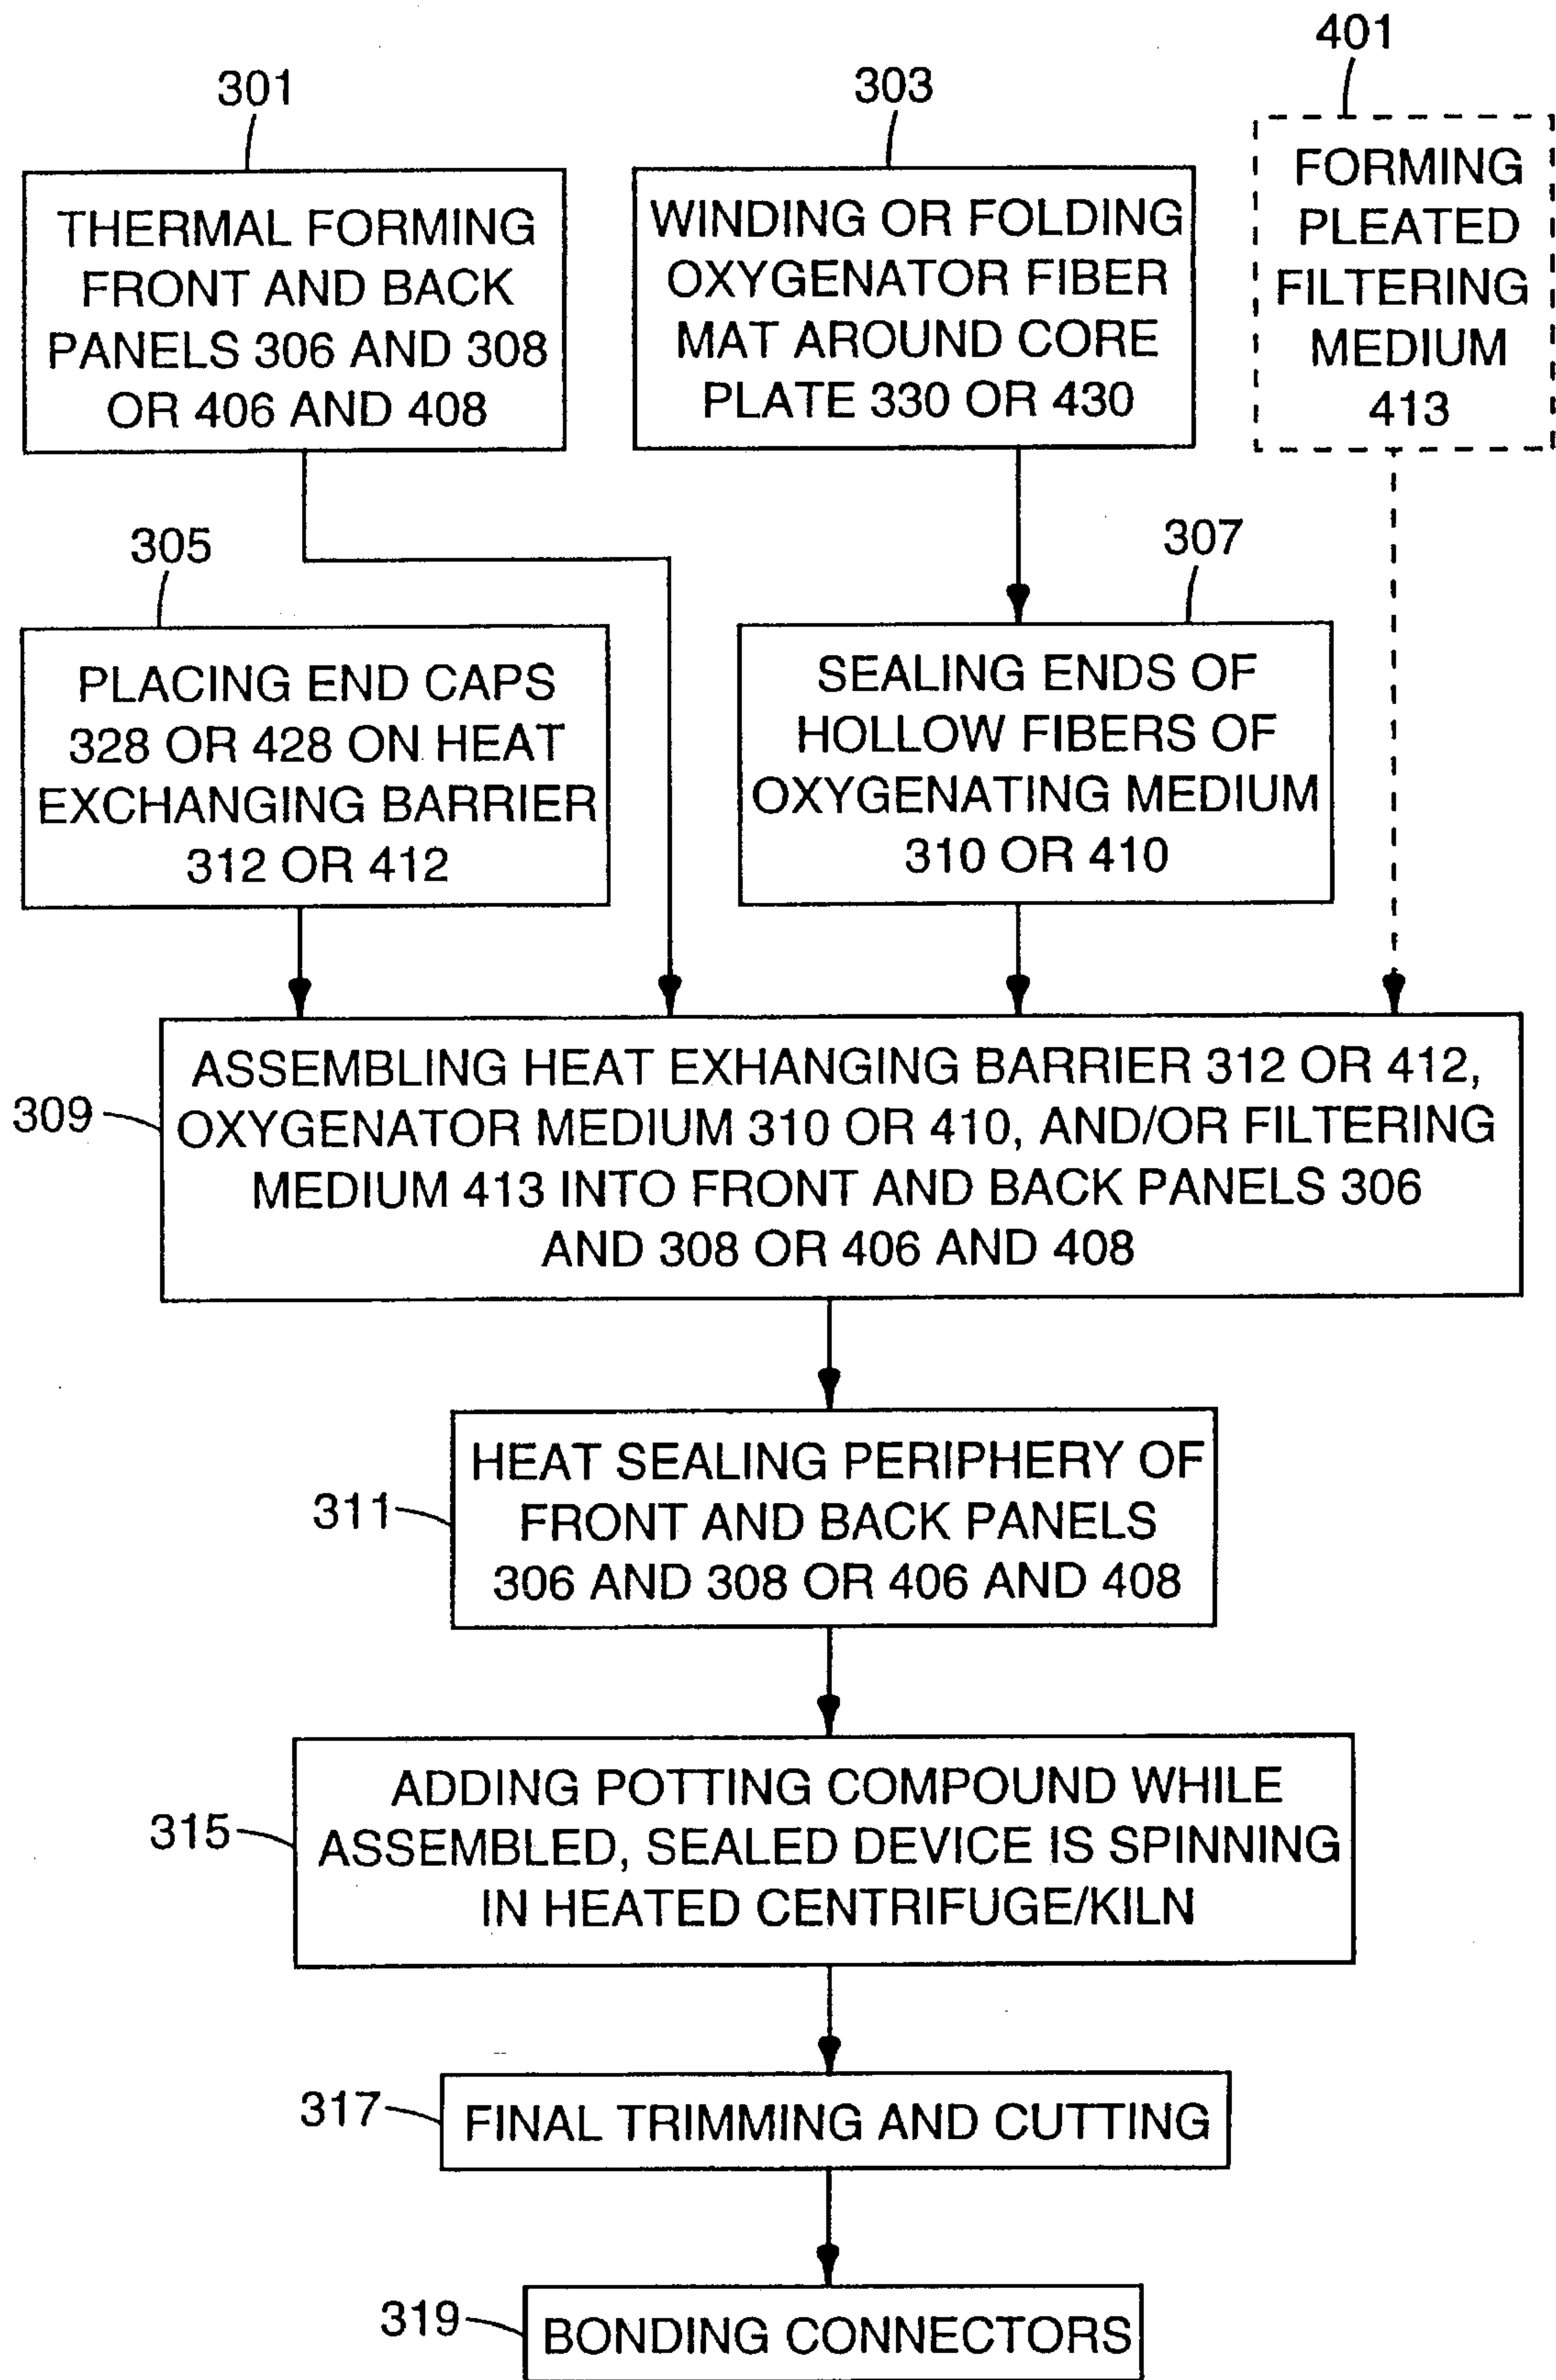 301
THERMAL FORMING
FRONT AND BACK
PANELS 306 AND 308
OR 406 AND 408
303
WINDING OR FOLDING
OXYGENATOR FIBER
MAT AROUND CORE
PLATE 330 OR 430
401
FORMING
PLEATED
FILTERING
MEDIUM
413
305
PLACING END CAPS
328 OR 428 ON HEAT
EXCHANGING BARRIER
312 OR 412
307
SEALING ENDS OF
HOLLOW FIBERS OF
OXYGENATING MEDIUM
310 OR 410
309
ASSEMBLING HEAT EXHANGING BARRIER 312 OR 412,
OXYGENATOR MEDIUM 310 OR 410, AND/OR FILTERING
MEDIUM 413 INTO FRONT AND BACK PANELS 306
AND 308 OR 406 AND 408
311
HEAT SEALING PERIPHERY OF
FRONT AND BACK PANELS
306 AND 308 OR 406 AND 408
315
ADDING POTTING COMPOUND WHILE
ASSEMBLED, SEALED DEVICE IS SPINNING
IN HEATED CENTRIFUGE/KILN
317
FINAL TRIMMING AND CUTTING
319
BONDING CONNECTORS